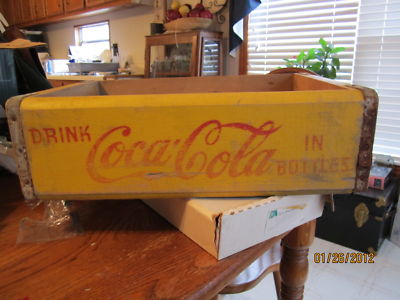 DRINK Coca-Cola IN
BOTTLES
01/29/2012